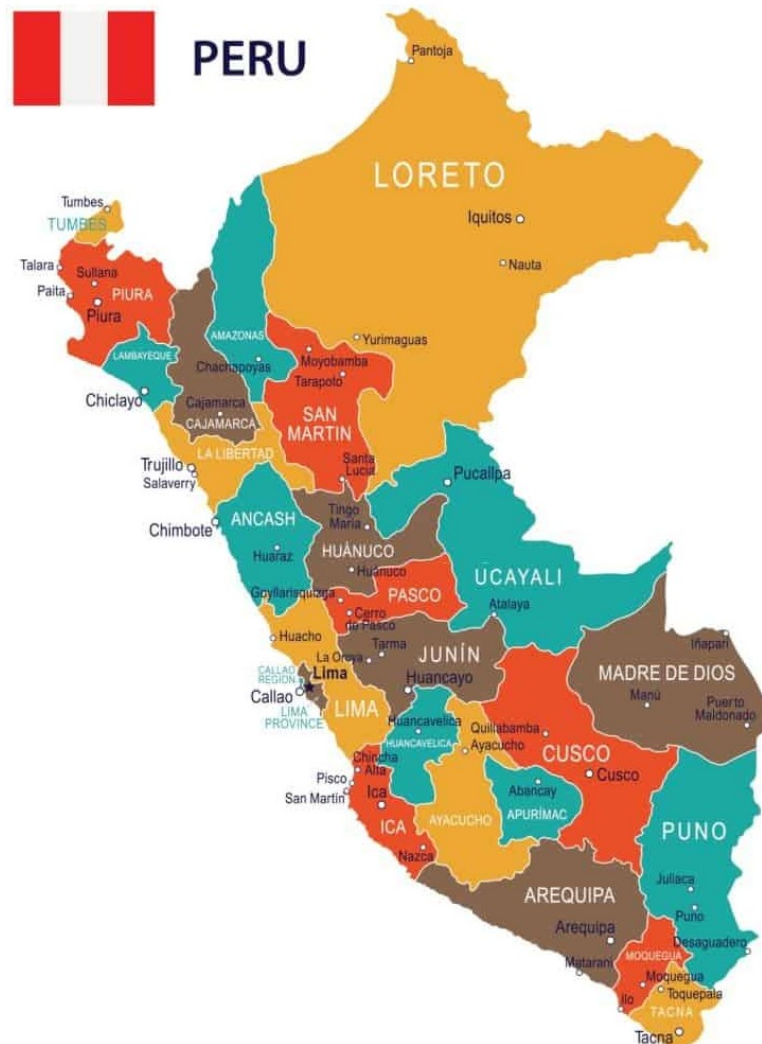 PERU
Pantoja
LORETO
Iquitos
Nauta
Tumbes
TUMBES
Talara
Sullana
Paita
PIURA
Piura
Yurimaguas
AMAZONAS
LAMBAYEQUE
Chachapoyas
Moyobamba
Tarapoto
Chiclayo
Cajamarca
CAJAMARCA
SAN
MARTIN
LA LIBERTAD
Trujillo
Salaverry
Santa
Lucia
Pucallpa
Chimbote
ANCASH
Huaraz
Tingo
Maria
HUÁNUCO
Huánuco
UCAYALI
Goyllarisquizga
PASCO
Cerro
de Pasco
Atalaya
Huacho
Tarma
La Oroya
JUNÍN
Huancayo
Iñapari
MADRE DE DIOS
Manú
Puerto
Maldonado
CALLAO
REGION
Lima
Callao
LIMA
PROVINCE
LIMA
Huancavelica
HUANCAVELICA
Quillabamba
Ayacucho
CUSCO
Cusco
Chincha
Alta
Pisco
San Martín
Ica
ICA
Abancay
APURÍMAC
AYACUCHO
Nazca
PUNO
AREQUIPA
Juliaca
Puno
Arequipa
Desaguadero
Matarani
MOQUEGUA
Moquegua
Toquepala
Ilo
TACNA
Tacna